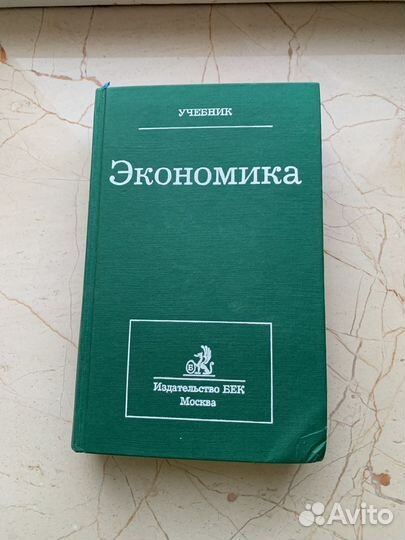 УЧЕБНИК
Экономика
Б
Издательство БЕК
Москва
Avito